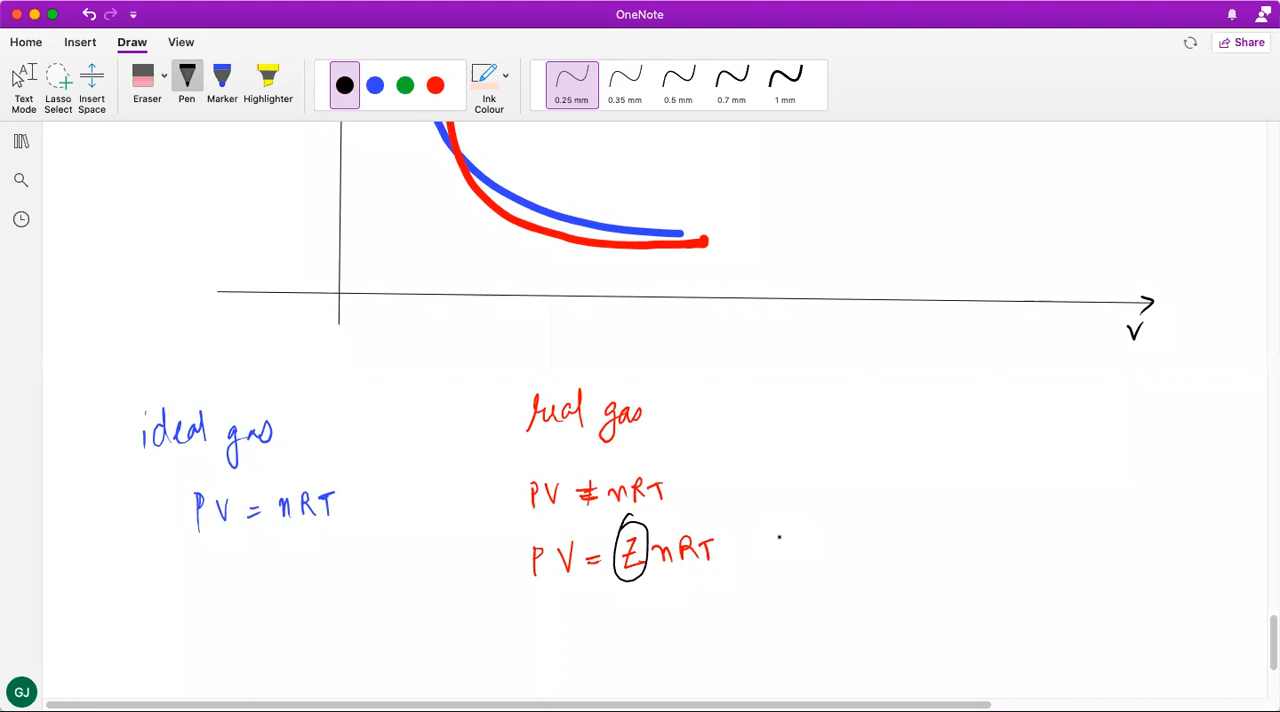 OneNote
Home Insert Draw View Share
Text Mode Lasso Select Insert Space Eraser Pen Marker Highlighter Ink Colour 0.25 mm 0.35 mm 0.5 mm 0.7 mm 1 mm
V
ideal gas
real gas
PV = nRT
PV ≠ nRT
PV = Z nRT
GJ